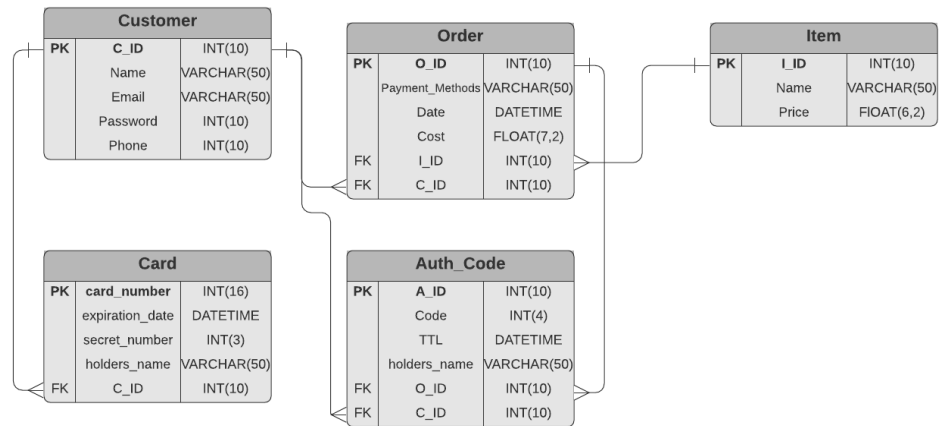 Customer
PK C_ID INT(10)
Name VARCHAR(50)
Email VARCHAR(50)
Password INT(10)
Phone INT(10)
Order
PK O_ID INT(10)
Payment_Methods VARCHAR(50)
Date DATETIME
Cost FLOAT(7,2)
FK I_ID INT(10)
FK C_ID INT(10)
Item
PK I_ID INT(10)
Name VARCHAR(50)
Price FlOAT(6,2)
Card
PK card_number INT(16)
expiration_date DATETIME
secret_number INT(3)
holders_name VARCHAR(50)
FK C_ID INT(10)
Auth_Code
PK A_ID INT(10)
Code INT(4)
TTL DATETIME
holders_name VARCHAR(50)
FK O_ID INT(10)
FK C_ID INT(10)